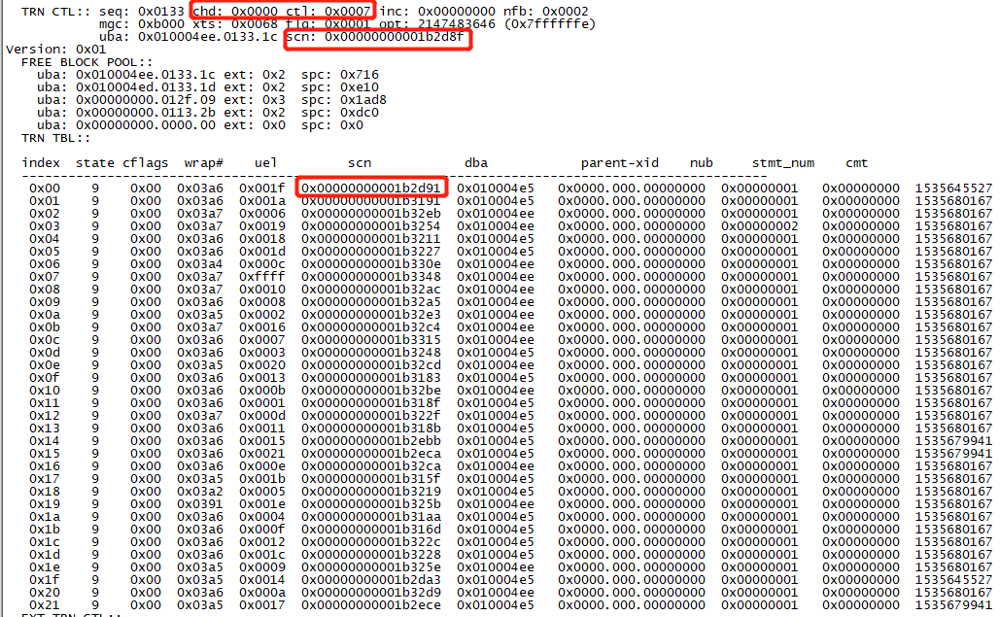 TRN CTL:: seq: 0x0133 chd: 0x0000 ctl: 0x0007 inc: 0x00000000 nfb: 0x0002
mgc: 0xb000 xts: 0x0068 flg: 0x0001 opt: 2147483646 (0x7ffffffe)
uba: 0x010004ee.0133.1c scn: 0x00000000001b2d8f
Version: 0x01
FREE BLOCK POOL::
uba: 0x010004ee.0133.1c ext: 0x2 spc: 0x716
uba: 0x010004ed.0133.1d ext: 0x2 spc: 0xe10
uba: 0x00000000.012f.09 ext: 0x3 spc: 0x1ad8
uba: 0x00000000.0113.2b ext: 0x2 spc: 0xdc0
uba: 0x00000000.0000.00 ext: 0x0 spc: 0x0
TRN TBL::
index state cflags wrap# uel scn dba parent-xid nub stmt_num cmt
0x00 9 0x00 0x03a6 0x001f 0x00000000001b2d91 0x010004e5 0x0000.000.00000000 0x00000001 0x00000000 1535645527
0x01 9 0x00 0x03a6 0x001a 0x00000000001b3191 0x010004e5 0x0000.000.00000000 0x00000001 0x00000000 1535680167
0x02 9 0x00 0x03a7 0x0006 0x00000000001b32eb 0x010004ee 0x0000.000.00000000 0x00000001 0x00000000 1535680167
0x03 9 0x00 0x03a7 0x0019 0x00000000001b3254 0x010004ee 0x0000.000.00000000 0x00000002 0x00000000 1535680167
0x04 9 0x00 0x03a6 0x0018 0x00000000001b3211 0x010004e5 0x0000.000.00000000 0x00000001 0x00000000 1535680167
0x05 9 0x00 0x03a6 0x001d 0x00000000001b3227 0x010004e5 0x0000.000.00000000 0x00000001 0x00000000 1535680167
0x06 9 0x00 0x03a4 0x000c 0x00000000001b330e 0x010004ee 0x0000.000.00000000 0x00000001 0x00000000 1535680167
0x07 9 0x00 0x03a7 0xffff 0x00000000001b3348 0x010004ee 0x0000.000.00000000 0x00000001 0x00000000 1535680167
0x08 9 0x00 0x03a7 0x0010 0x00000000001b32ac 0x010004ee 0x0000.000.00000000 0x00000001 0x00000000 1535680167
0x09 9 0x00 0x03a6 0x0008 0x00000000001b32a5 0x010004ee 0x0000.000.00000000 0x00000001 0x00000000 1535680167
0x0a 9 0x00 0x03a5 0x0002 0x00000000001b32e3 0x010004ee 0x0000.000.00000000 0x00000001 0x00000000 1535680167
0x0b 9 0x00 0x03a7 0x0016 0x00000000001b32c4 0x010004ee 0x0000.000.00000000 0x00000001 0x00000000 1535680167
0x0c 9 0x00 0x03a6 0x0007 0x00000000001b3315 0x010004ee 0x0000.000.00000000 0x00000001 0x00000000 1535680167
0x0d 9 0x00 0x03a6 0x0003 0x00000000001b3248 0x010004e5 0x0000.000.00000000 0x00000001 0x00000000 1535680167
0x0e 9 0x00 0x03a5 0x0020 0x00000000001b32cd 0x010004ee 0x0000.000.00000000 0x00000001 0x00000000 1535680167
0x0f 9 0x00 0x03a6 0x0013 0x00000000001b3183 0x010004e5 0x0000.000.00000000 0x00000001 0x00000000 1535680167
0x10 9 0x00 0x03a6 0x000b 0x00000000001b32be 0x010004ee 0x0000.000.00000000 0x00000001 0x00000000 1535680167
0x11 9 0x00 0x03a6 0x0001 0x00000000001b318f 0x010004e5 0x0000.000.00000000 0x00000001 0x00000000 1535680167
0x12 9 0x00 0x03a7 0x000d 0x00000000001b322f 0x010004e5 0x0000.000.00000000 0x00000001 0x00000000 1535680167
0x13 9 0x00 0x03a6 0x0011 0x00000000001b318b 0x010004e5 0x0000.000.00000000 0x00000001 0x00000000 1535680167
0x14 9 0x00 0x03a6 0x0015 0x00000000001b2ebb 0x010004e5 0x0000.000.00000000 0x00000001 0x00000000 1535679941
0x15 9 0x00 0x03a6 0x0021 0x00000000001b2eca 0x010004e5 0x0000.000.00000000 0x00000001 0x00000000 1535679941
0x16 9 0x00 0x03a6 0x000e 0x00000000001b32ca 0x010004ee 0x0000.000.00000000 0x00000001 0x00000000 1535680167
0x17 9 0x00 0x03a5 0x001b 0x00000000001b315f 0x010004e5 0x0000.000.00000000 0x00000001 0x00000000 1535680167
0x18 9 0x00 0x03a2 0x0005 0x00000000001b3219 0x010004e5 0x0000.000.00000000 0x00000001 0x00000000 1535680167
0x19 9 0x00 0x0391 0x001e 0x00000000001b325b 0x010004ee 0x0000.000.00000000 0x00000001 0x00000000 1535680167
0x1a 9 0x00 0x03a6 0x0004 0x00000000001b31aa 0x010004e5 0x0000.000.00000000 0x00000001 0x00000000 1535680167
0x1b 9 0x00 0x03a6 0x000f 0x00000000001b316d 0x010004e5 0x0000.000.00000000 0x00000001 0x00000000 1535680167
0x1c 9 0x00 0x03a6 0x0012 0x00000000001b322c 0x010004e5 0x0000.000.00000000 0x00000001 0x00000000 1535680167
0x1d 9 0x00 0x03a6 0x001c 0x00000000001b3228 0x010004e5 0x0000.000.00000000 0x00000001 0x00000000 1535680167
0x1e 9 0x00 0x03a5 0x0009 0x00000000001b325e 0x010004ee 0x0000.000.00000000 0x00000001 0x00000000 1535680167
0x1f 9 0x00 0x03a5 0x0014 0x00000000001b2da3 0x010004e5 0x0000.000.00000000 0x00000001 0x00000000 1535645527
0x20 9 0x00 0x03a6 0x000a 0x00000000001b32d9 0x010004ee 0x0000.000.00000000 0x00000001 0x00000000 1535680167
0x21 9 0x00 0x03a5 0x0017 0x00000000001b2ece 0x010004e5 0x0000.000.00000000 0x00000001 0x00000000 1535679941
EXT TRN CTL::